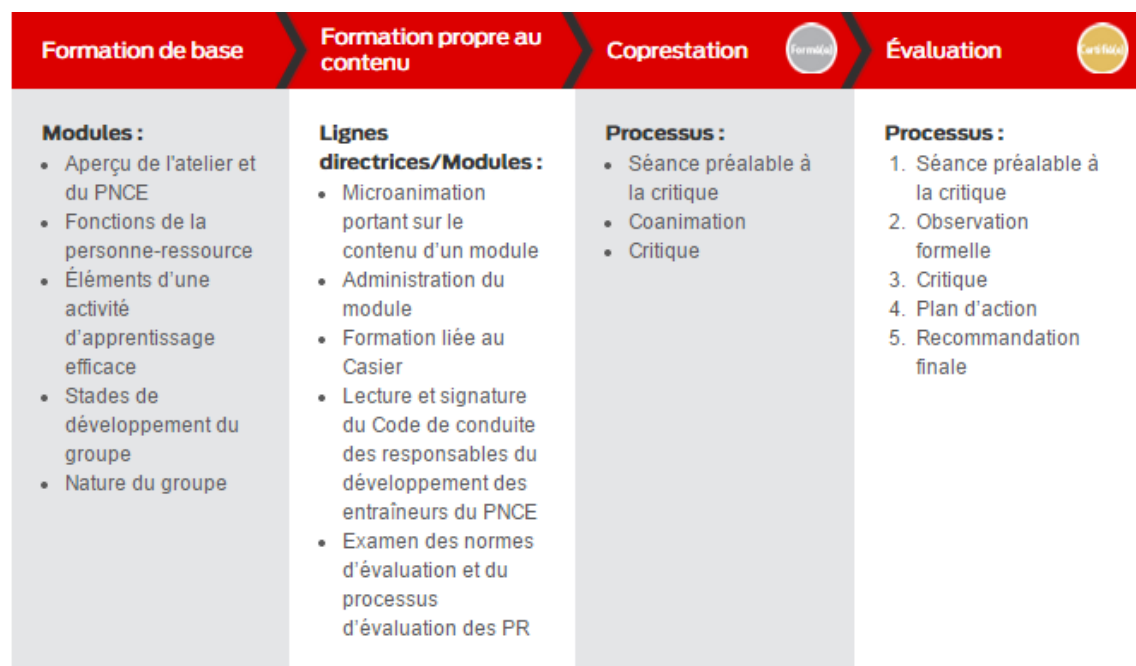 Formation de base
Formation propre au
contenu
Coprestation
Formé(e)
Évaluation
Certifié(e)
Modules :
• Aperçu de l'atelier et
du PNCE
• Fonctions de la
personne-ressource
• Éléments d'une
activité
d'apprentissage
efficace
• Stades de
développement du
groupe
• Nature du groupe
Lignes
directrices/Modules :
• Microanimation
portant sur le
contenu d'un module
• Administration du
module
• Formation liée au
Casier
• Lecture et signature
du Code de conduite
des responsables du
développement des
entraîneurs du PNCE
• Examen des normes
d'évaluation et du
processus
d'évaluation des PR
Processus :
• Séance préalable à
la critique
• Coanimation
• Critique
Processus :
1. Séance préalable à
la critique
2. Observation
formelle
3. Critique
4. Plan d'action
5. Recommandation
finale